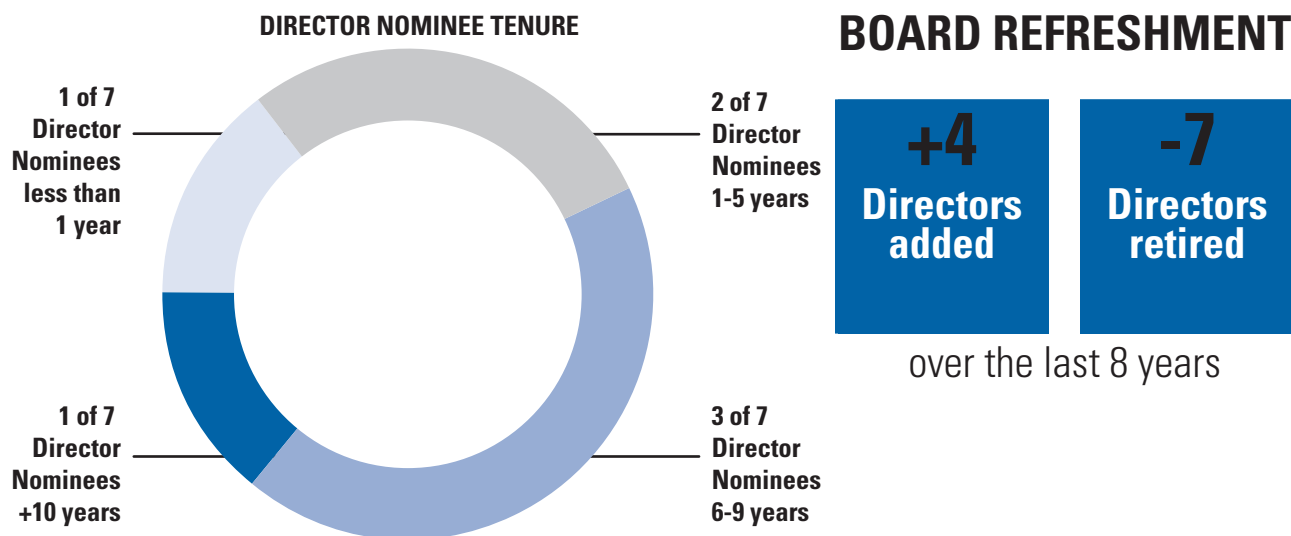 DIRECTOR NOMINEE TENURE
1 of 7
Director
Nominees
less than
1 year
2 of 7
Director
Nominees
1-5 years
1 of 7
Director
Nominees
+10 years
3 of 7
Director
Nominees
6-9 years
BOARD REFRESHMENT
+4
Directors
added
-7
Directors
retired
over the last 8 years